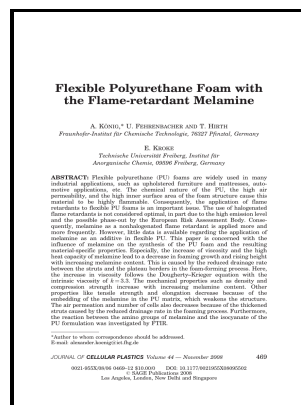 Flexible Polyurethane Foam with
the Flame-retardant Melamine
A. KÖNIG,* U. FEHRENBACHER AND T. HIRTH
Fraunhofer-Institut für Chemische Technologie, 76327 Pfinztal, Germany
E. KROKE
Technische Universität Freiberg, Institut für
Anorganische Chemie, 09596 Freiberg, Germany
ABSTRACT: Flexible polyurethane (PU) foams are widely used in many
industrial applications, such as upholstered furniture and mattresses, auto-
motive applications, etc. The chemical nature of the PU, the high air
permeability, and the high inner surface area of the foam cause this
material to be highly flammable. Consequently, the application of flame
retardants to flexible PU foams is an important issue. The use of halogenated
flame retardants is not considered optimal, in part due to the high emission level
and the possible phase-out by the European Risk Assessment Body. Conse-
quently, melamine as a nonhalogenated flame retardant is applied more and
more frequently. However, little data is available regarding the application of
melamine as an additive in flexible PU. This paper is concerned with the
influence of melamine on the synthesis of the PU foam and the resulting
material properties. Especially, the increase of viscosity and the high
heat capacity of melamine lead to a decrease in foaming growth and rising height
with increasing melamine content. This is caused by the reduced drainage rate
between the struts and the plateau borders in the foam-forming process. Here,
the increase in viscosity follows the Dougherty-Krieger equation with the
intrinsic viscosity of k = 3.3. The mechanical properties such as density and
compression strength increase with increasing melamine content. Other
properties like tensile strength and elongation decrease because of the
embedding of the melamine in the PU matrix, which weakens the structure.
The air permeation and number of cells also decreases because of the thickened
struts caused by the reduced drainage rate in the foaming process. Furthermore,
the reaction between the amino groups of melamine and the isocyanate of the
PU formulation was investigated by FTIR.
*Author to whom correspondence should be addressed.
E-mail: alexander.koenig@ict.fhg.de
JOURNAL OF CELLULAR PLASTICS Volume 44 — November 2008 469
0021-955X/08/06 0469–12 $10.00/0 DOI: 10.1177/0021955X08095502
© SAGE Publications 2008
Los Angeles, London, New Delhi and Singapore